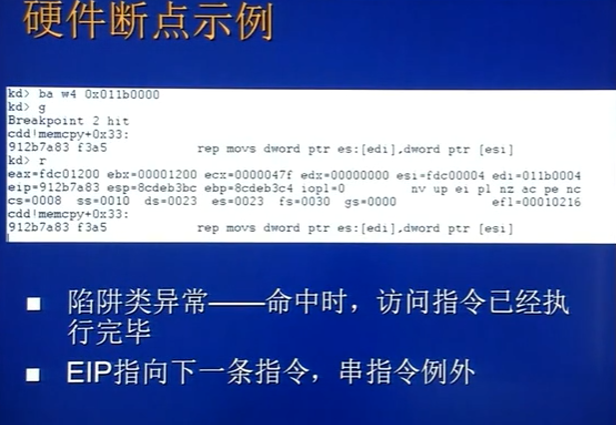 硬件断点示例
kd> ba w4 0x011b0000
kd> g
Breakpoint 2 hit
cdd!memcpy+0x33:
912b7a83 f3a5 rep movs dword ptr es:[edi],dword ptr [esi]
kd> r
eax=fdc01200 ebx=00001200 ecx=0000047f edx=00000000 esi=fdc00004 edi=011b0004
eip=912b7a83 esp=8cdeb3bc ebp=8cdeb3c4 iopl=0 nv up ei pl nz ac pe nc
cs=0008 ss=0010 ds=0023 es=0023 fs=0030 gs=0000 efl=00010216
cdd!memcpy+0x33:
912b7a83 f3a5 rep movs dword ptr es:[edi],dword ptr [esi]
陷阱类异常——命中时，访问指令已经执
行完毕
EIP指向下一条指令，串指令例外